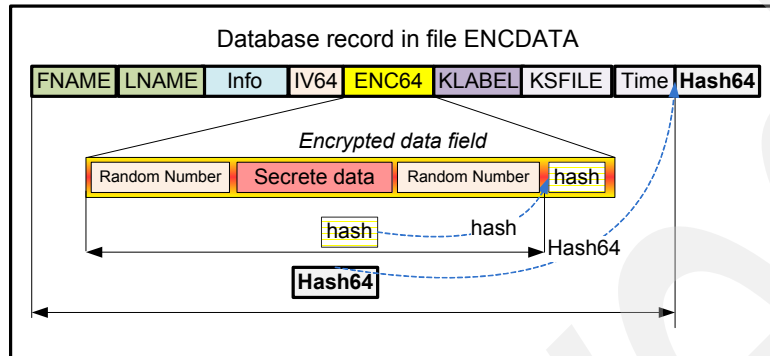 Database record in file ENCDATA
FNAME LNAME Info IV64 ENC64 KLABEL KSFILE Time Hash64
Encrypted data field
Random Number Secrete data Random Number hash
hash hash
Hash64
Hash64